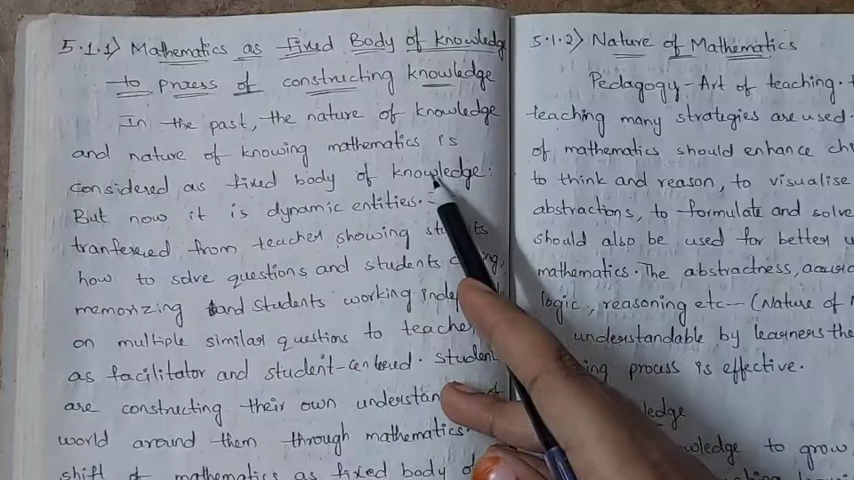 5.1.1) Mathematics as fixed Body of knowledge
to process of constructing knowledge
In the past, the nature of knowledge
and nature of knowing mathematics is
considered as fixed body of knowledge.
But now it is dynamic entities.
tranfereed from teacher showing
how to solve questions and students
memorizing and students working
on multiple similar questions to teacher
as facilitator and student-centered. student
are constructing their own of
world around them through mathematics.
shift of mathematics as fixed body of
5.1.2) Nature of Mathematics
Pedagogy - Art of teaching.
teaching many strategies are used.
of mathematics should enhance
to think and reason, to visualise
abstractions, to formulate and solve
should also be used for better
mathematics. The abstractness,
logic, reasoning etc-- (Nature of
understandable by learners
process is effective.
to grow,